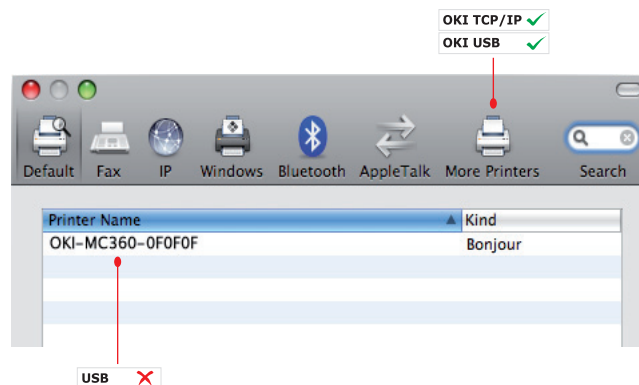 OKI TCP/IP
OKI USB
Default Fax IP Windows Bluetooth AppleTalk More Printers Search
Printer Name Kind
OKI-MC360-0F0F0F Bonjour
USB